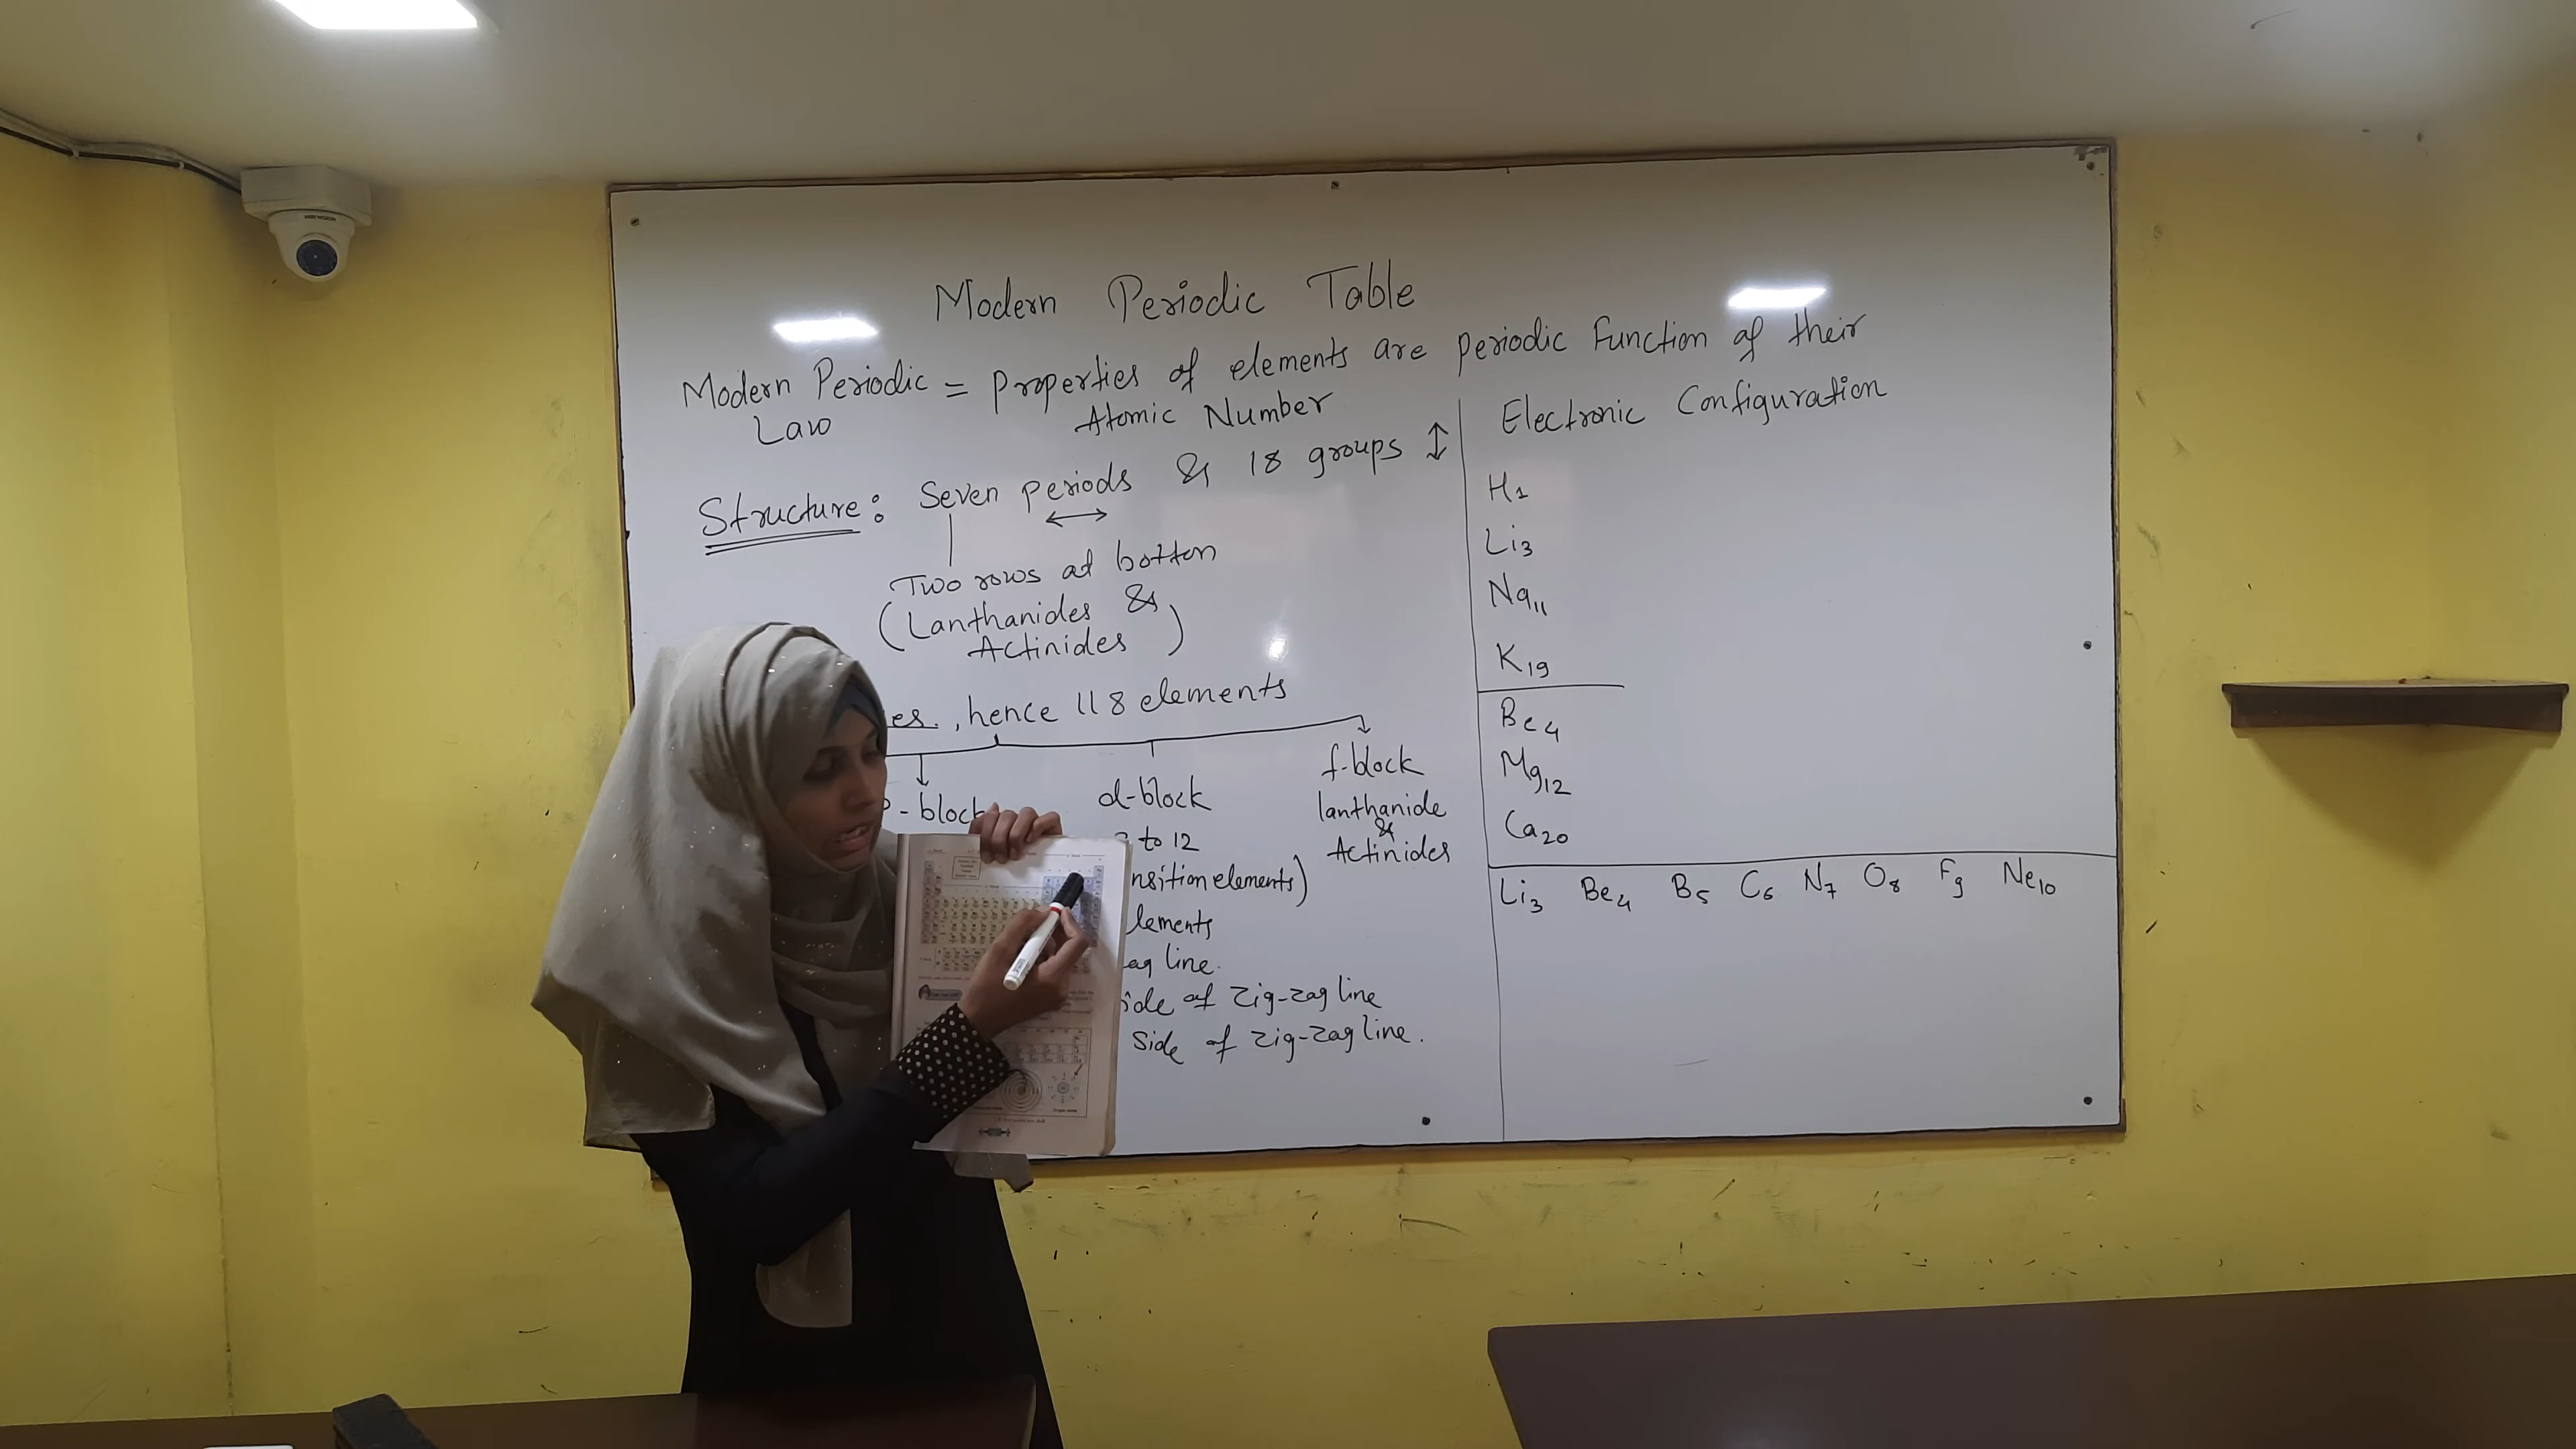 Modern Periodic Table
Modern Periodic = Properties of elements are periodic Function of their
Law
Atomic Number
Structure: Seven periods & 18 groups ↕
↔
Two rows at botton
(Lanthanides &
Actinides)
, hence 118 elements
- block
d-block
to 12
elements)
line.
of zig-zag line
side of zig-zag line.
f-block
lanthanide
&
Actinides
Electronic Configuration
H1
Li3
Na11
K19
Be4
Mg12
Ca20
Li3 Be4 B5 C6 N7 O8 F9 Ne10